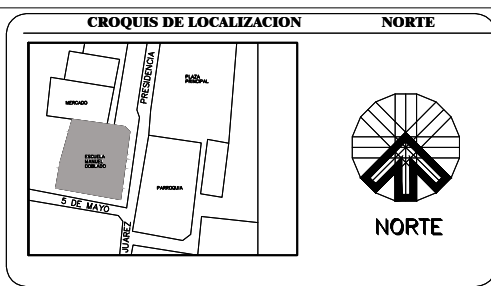 CROQUIS DE LOCALIZACION
NORTE
PRESIDENCIA
PLAZA
PRINCIPAL
MERCADO
ESCUELA
MANUEL
DOBLADO
PARROQUIA
5 DE MAYO
JUAREZ
NORTE